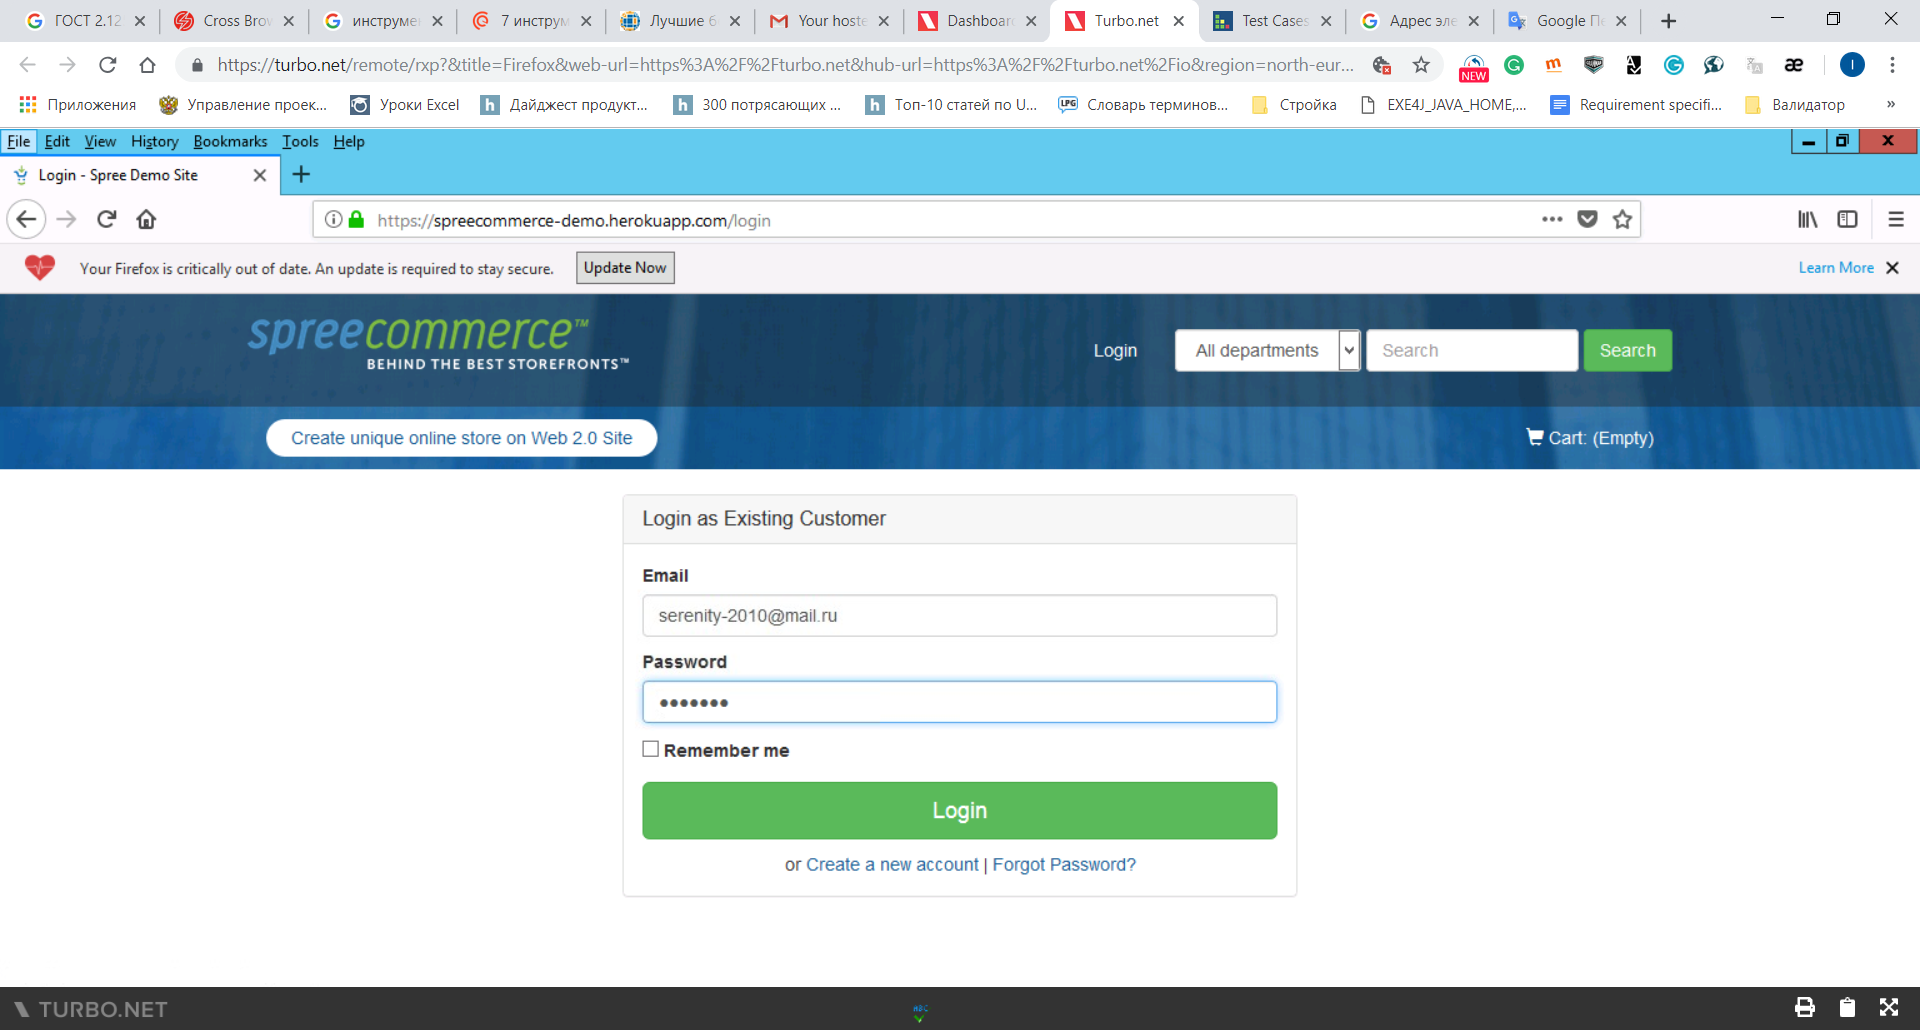 ГОСТ 2.12
Cross Brow
инструме
7 инструм
Лучшие б
Your hoste
Dashboard
Turbo.net
Test Cases
Адрес эле
Google Пе
https://turbo.net/remote/rxp?&title=Firefox&web-url=https%3A%2F%2Fturbo.net&hub-url=https%3A%2F%2Fturbo.net%2Fio&region=north-eur...
NEW
I
Приложения
Управление проек...
Уроки Excel
Дайджест продукт...
300 потрясающих ...
Топ-10 статей по U...
Словарь терминов...
Стройка
EXE4J_JAVA_HOME,...
Requirement specifi...
Валидатор
»
File Edit View History Bookmarks Tools Help
Login - Spree Demo Site
https://spreecommerce-demo.herokuapp.com/login
Your Firefox is critically out of date. An update is required to stay secure.
Update Now
Learn More
spreecommerce™
BEHIND THE BEST STOREFRONTS™
Login
All departments
Search
Search
Create unique online store on Web 2.0 Site
Cart: (Empty)
Login as Existing Customer
Email
serenity-2010@mail.ru
Password
•••••••
Remember me
Login
or Create a new account | Forgot Password?
TURBO.NET
ABC